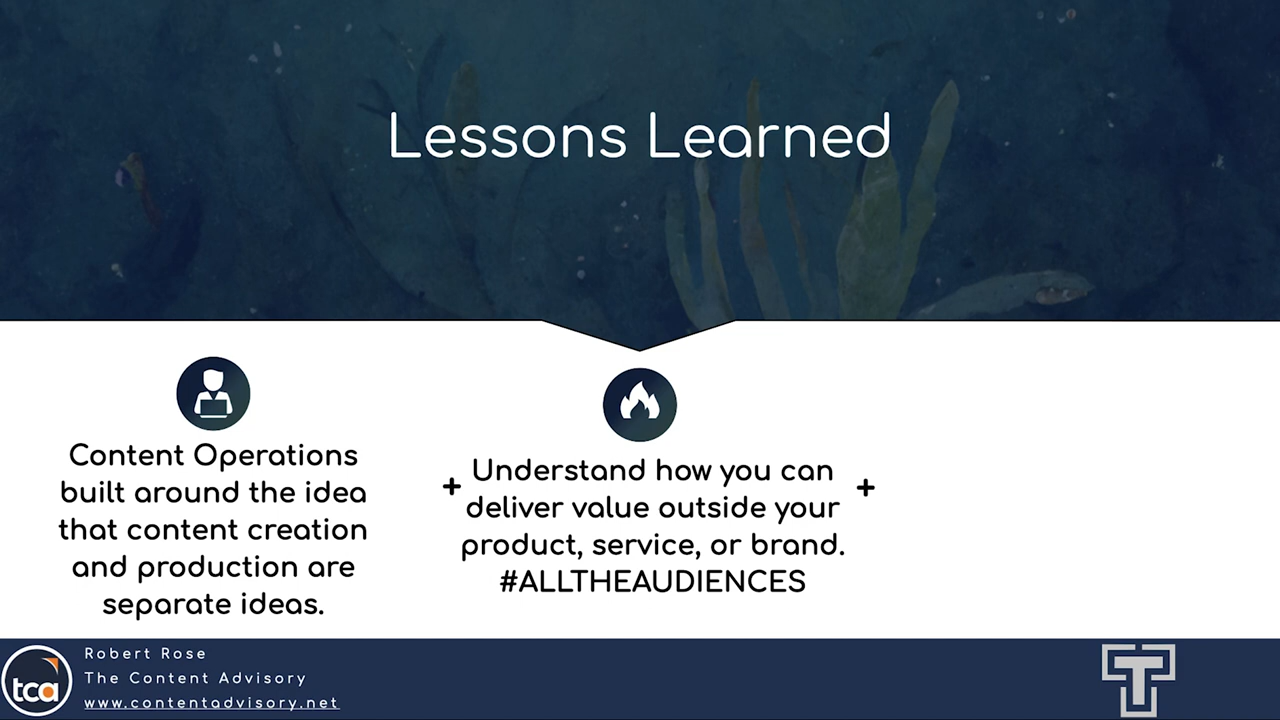 Lessons Learned
Content Operations
built around the idea
that content creation
and production are
separate ideas.
+
Understand how you can
deliver value outside your
product, service, or brand.
#ALLTHEAUDIENCES
+
tca
Robert Rose
The Content Advisory
www.contentadvisory.net
T